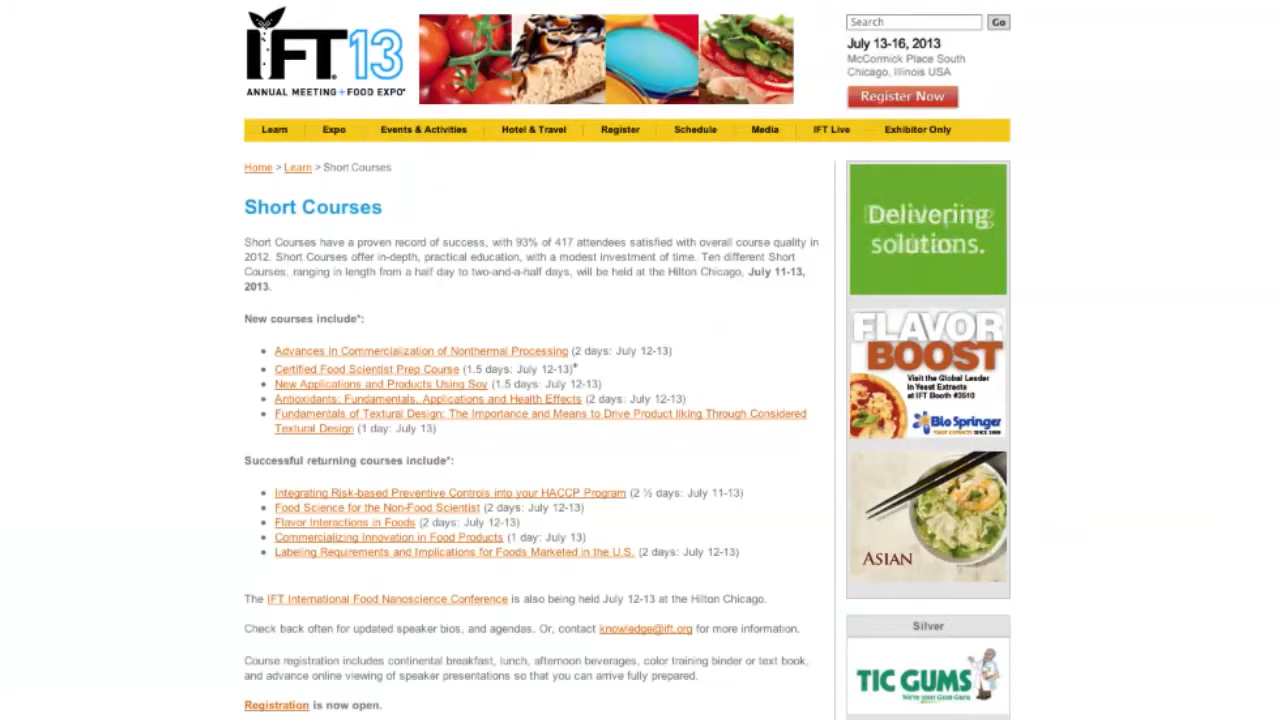 IFT 13
ANNUAL MEETING+FOOD EXPO®
Search
Go
July 13-16, 2013
McCormick Place South
Chicago, Illinois USA
Register Now
Learn
Expo
Events & Activities
Hotel & Travel
Register
Schedule
Media
IFT Live
Exhibitor Only
Home > Learn > Short Courses
Short Courses
Short Courses have a proven record of success, with 93% of 417 attendees satisfied with overall course quality in
2012. Short Courses offer in-depth, practical education, with a modest investment of time. Ten different Short
Courses, ranging in length from a half day to two-and-a-half days, will be held at the Hilton Chicago, July 11-13,
2013.
New courses include*:
Advances in Commercialization of Nonthermal Processing (2 days: July 12-13)
Certified Food Scientist Prep Course (1.5 days: July 12-13)+
New Applications and Products Using Soy (1.5 days: July 12-13)
Antioxidants: Fundamentals, Applications and Health Effects (2 days: July 12-13)
Fundamentals of Textural Design: The Importance and Means to Drive Product liking Through Considered
Textural Design (1 day: July 13)
Successful returning courses include*:
Integrating Risk-based Preventive Controls into your HACCP Program (2 ½ days: July 11-13)
Food Science for the Non-Food Scientist (2 days: July 12-13)
Flavor Interactions in Foods (2 days: July 12-13)
Commercializing Innovation in Food Products (1 day: July 13)
Labeling Requirements and Implications for Foods Marketed in the U.S. (2 days: July 12-13)
The IFT International Food Nanoscience Conference is also being held July 12-13 at the Hilton Chicago.
Check back often for updated speaker bios, and agendas. Or, contact knowledge@ift.org for more information.
Course registration includes continental breakfast, lunch, afternoon beverages, color training binder or text book,
and advance online viewing of speaker presentations so that you can arrive fully prepared.
Registration is now open.
Delivering
solutions.
FLAVOR
BOOST
Visit the Global Leader
in Yeast Extracts
at IFT Booth #3510
Bio Springer
ASIAN
Silver
TIC GUMS
We're your Gum Guru